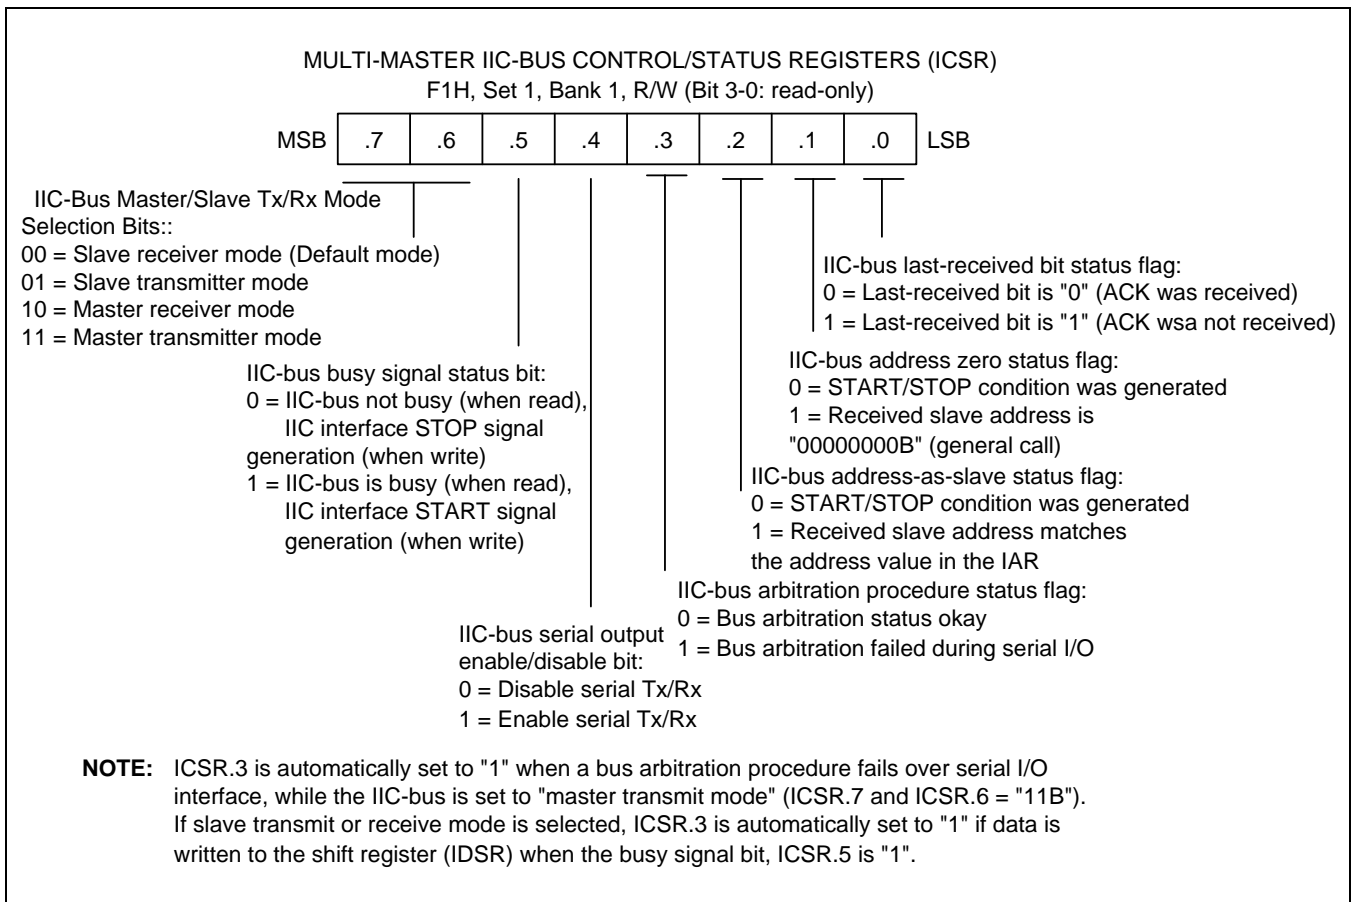 MULTI-MASTER IIC-BUS CONTROL/STATUS REGISTERS (ICSR)
F1H, Set 1, Bank 1, R/W (Bit 3-0: read-only)
MSB .7 .6 .5 .4 .3 .2 .1 .0 LSB
IIC-Bus Master/Slave Tx/Rx Mode
Selection Bits::
00 = Slave receiver mode (Default mode)
01 = Slave transmitter mode
10 = Master receiver mode
11 = Master transmitter mode
IIC-bus last-received bit status flag:
0 = Last-received bit is "0" (ACK was received)
1 = Last-received bit is "1" (ACK wsa not received)
IIC-bus address zero status flag:
0 = START/STOP condition was generated
1 = Received slave address is
"00000000B" (general call)
IIC-bus busy signal status bit:
0 = IIC-bus not busy (when read),
IIC interface STOP signal
generation (when write)
1 = IIC-bus is busy (when read),
IIC interface START signal
generation (when write)
IIC-bus address-as-slave status flag:
0 = START/STOP condition was generated
1 = Received slave address matches
the address value in the IAR
IIC-bus arbitration procedure status flag:
0 = Bus arbitration status okay
1 = Bus arbitration failed during serial I/O
IIC-bus serial output
enable/disable bit:
0 = Disable serial Tx/Rx
1 = Enable serial Tx/Rx
NOTE: ICSR.3 is automatically set to "1" when a bus arbitration procedure fails over serial I/O
interface, while the IIC-bus is set to "master transmit mode" (ICSR.7 and ICSR.6 = "11B").
If slave transmit or receive mode is selected, ICSR.3 is automatically set to "1" if data is
written to the shift register (IDSR) when the busy signal bit, ICSR.5 is "1".